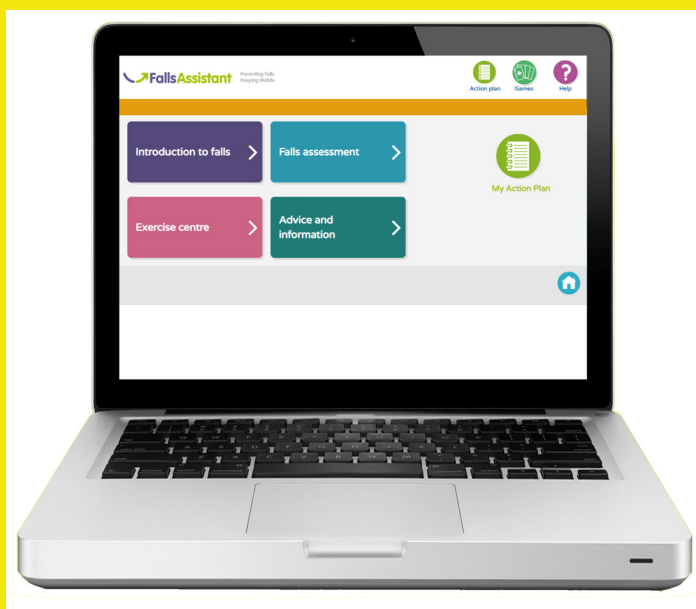 FallsAssistant
Preventing falls.
Keeping Mobile.
Action plan
Games
Help
Introduction to falls
Falls assessment
My Action Plan
Exercise centre
Advice and
information